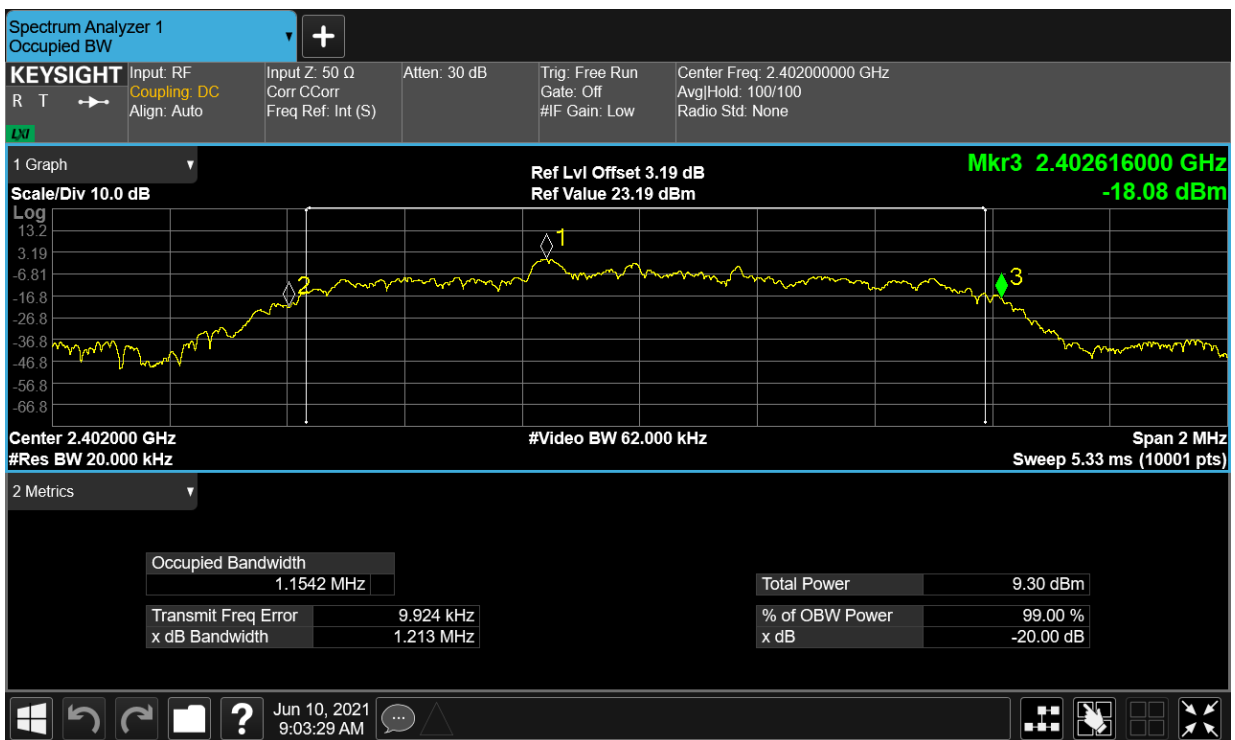 Spectrum Analyzer 1
Occupied BW
KEYSIGHT
R T
LXI
Input: RF
Coupling: DC
Align: Auto
Input Z: 50 Ω
Corr CCorr
Freq Ref: Int (S)
Atten: 30 dB
Trig: Free Run
Gate: Off
#IF Gain: Low
Center Freq: 2.402000000 GHz
Avg|Hold: 100/100
Radio Std: None
1 Graph
Scale/Div 10.0 dB
Ref Lvl Offset 3.19 dB
Ref Value 23.19 dBm
Mkr3 2.402616000 GHz
-18.08 dBm
Log
13.2
3.19
-6.81
-16.8
-26.8
-36.8
-46.8
-56.8
-66.8
1
2
3
Center 2.402000 GHz
#Video BW 62.000 kHz
Span 2 MHz
#Res BW 20.000 kHz
Sweep 5.33 ms (10001 pts)
2 Metrics
Occupied Bandwidth
1.1542 MHz
Total Power 9.30 dBm
Transmit Freq Error 9.924 kHz
% of OBW Power 99.00 %
x dB Bandwidth 1.213 MHz
x dB -20.00 dB
?
Jun 10, 2021
9:03:29 AM